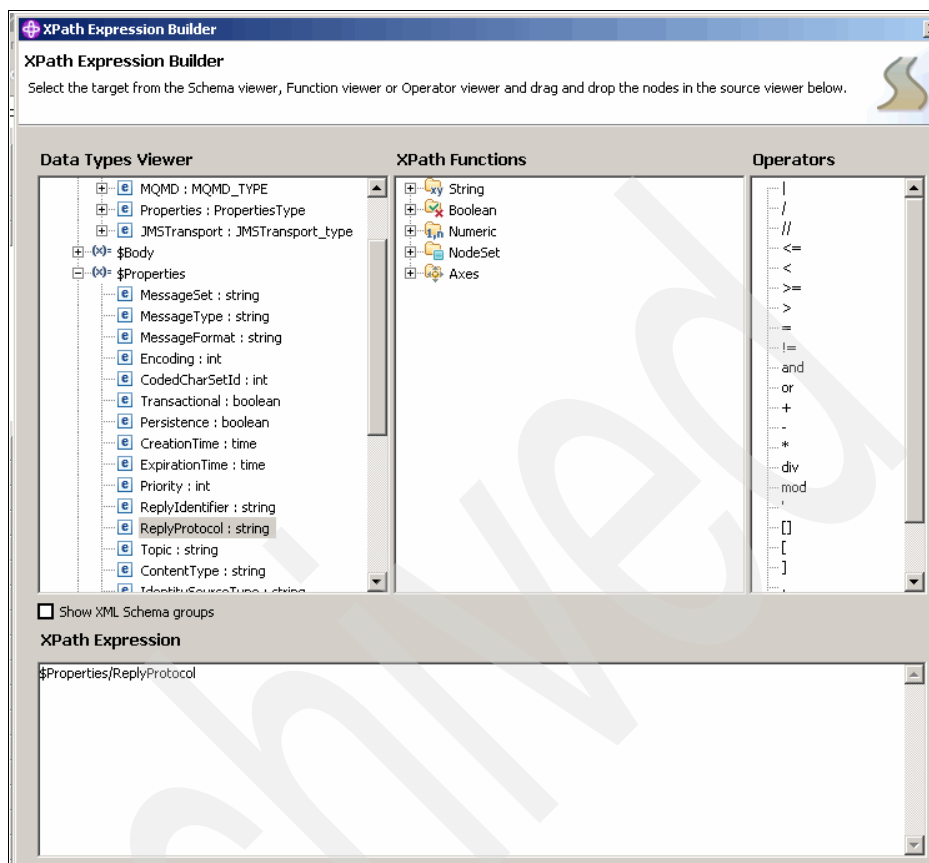 XPath Expression Builder
XPath Expression Builder
Select the target from the Schema viewer, Function viewer or Operator viewer and drag and drop the nodes in the source viewer below.
Data Types Viewer
MQMD : MQMD_TYPE
Properties : PropertiesType
JMSTransport : JMSTransport_type
$Body
$Properties
MessageSet : string
MessageType : string
MessageFormat : string
Encoding : int
CodedCharSetId : int
Transactional : boolean
Persistence : boolean
CreationTime : time
ExpirationTime : time
Priority : int
ReplyIdentifier : string
ReplyProtocol : string
Topic : string
ContentType : string
IdentitySourceType : string
XPath Functions
String
Boolean
Numeric
NodeSet
Axes
Operators
|
/
//
<=
<
>=
>
=
!=
and
or
+
-
*
div
mod
'
[]
[
]
Show XML Schema groups
XPath Expression
$Properties/ReplyProtocol